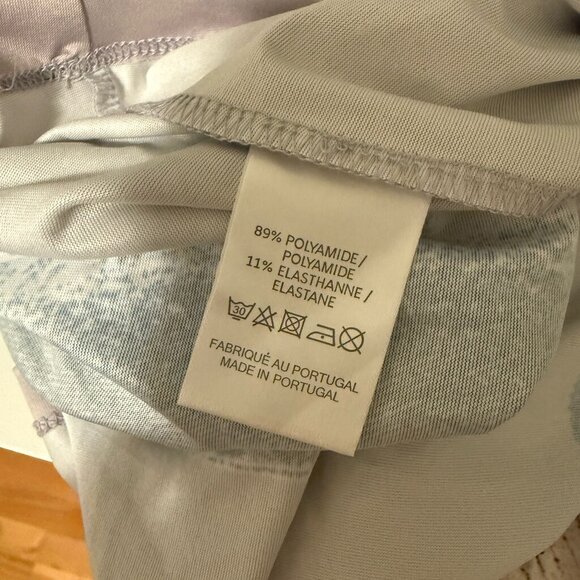 89% POLYAMIDE/
POLYAMIDE
11% ELASTHANNE /
ELASTANE
30
FABRIQUÉ AU PORTUGAL
MADE IN PORTUGAL